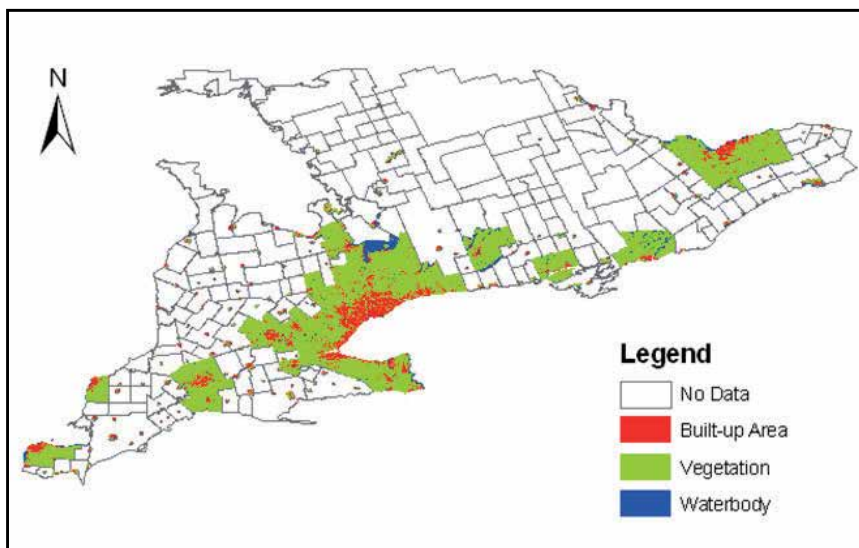 N
Legend
No Data
Built-up Area
Vegetation
Waterbody